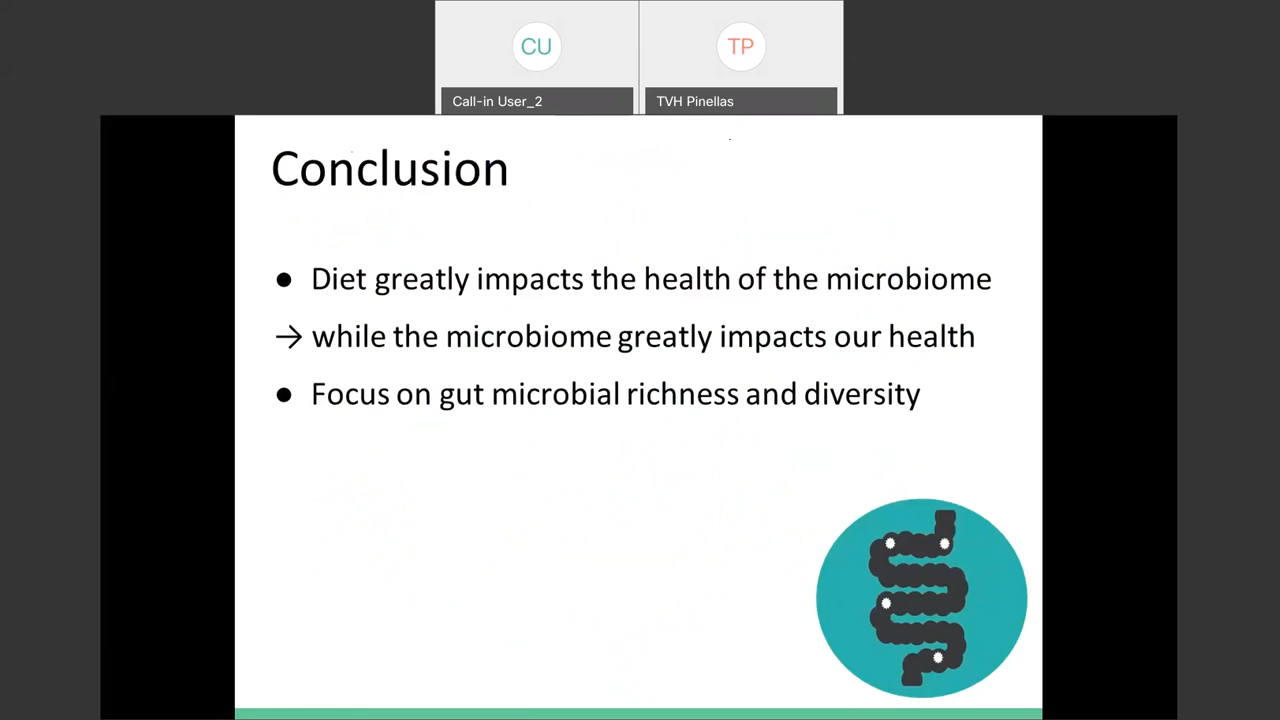 CU
TP
Call-in User_2
TVH Pinellas
Conclusion
● Diet greatly impacts the health of the microbiome
→ while the microbiome greatly impacts our health
● Focus on gut microbial richness and diversity